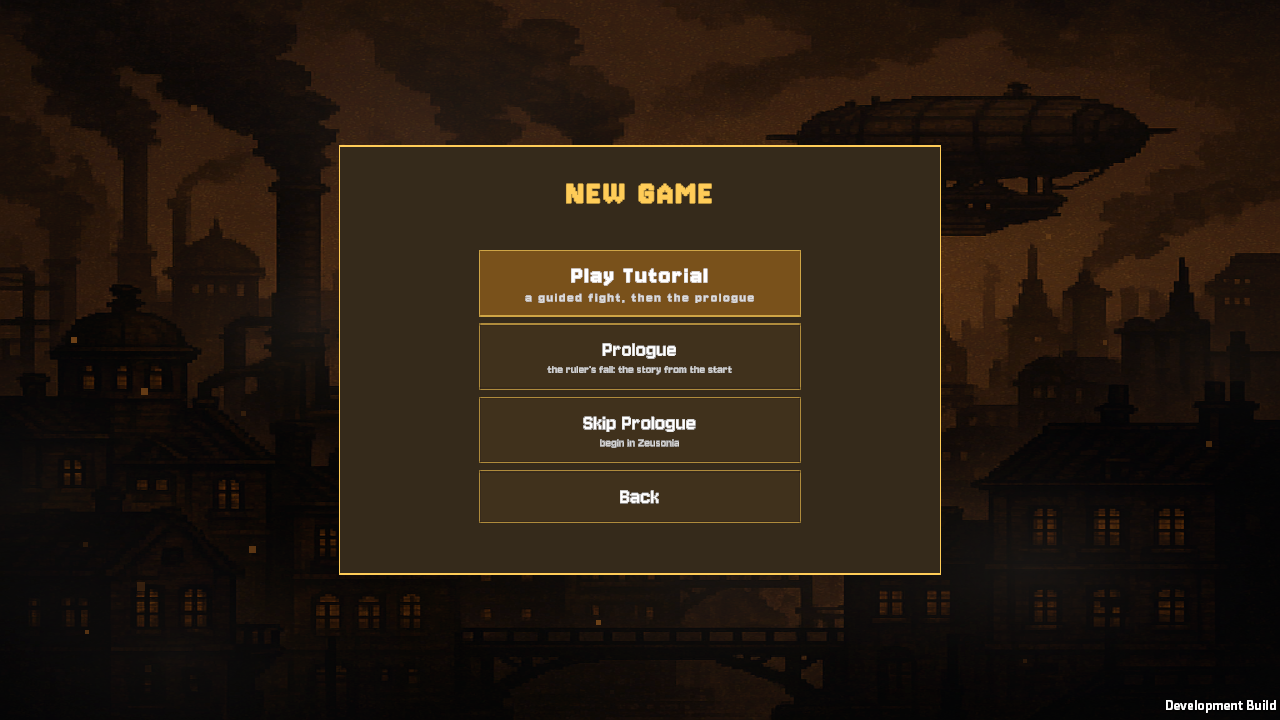 NEW GAME
Play Tutorial
a guided fight, then the prologue
Prologue
the ruler's fall: the story from the start
Skip Prologue
begin in Zeusonia
Back
Development Build